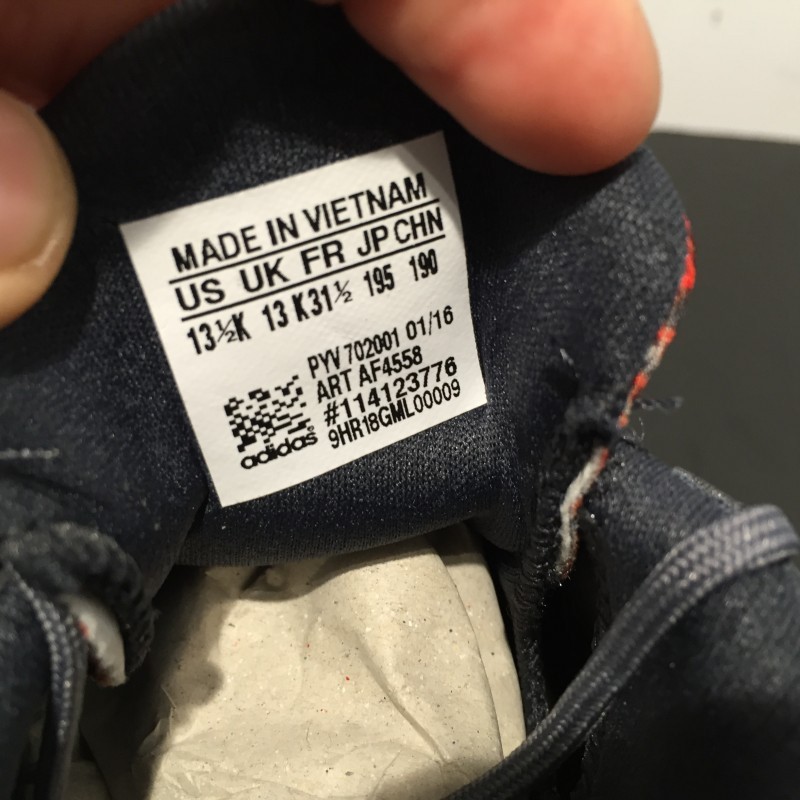 MADE IN VIETNAM
US UK FR JP CHN
13½K 13 K31½ 195 190
PYV 702001 01/16
ART AF4558
#114123776
9HR18GML00009
adidas